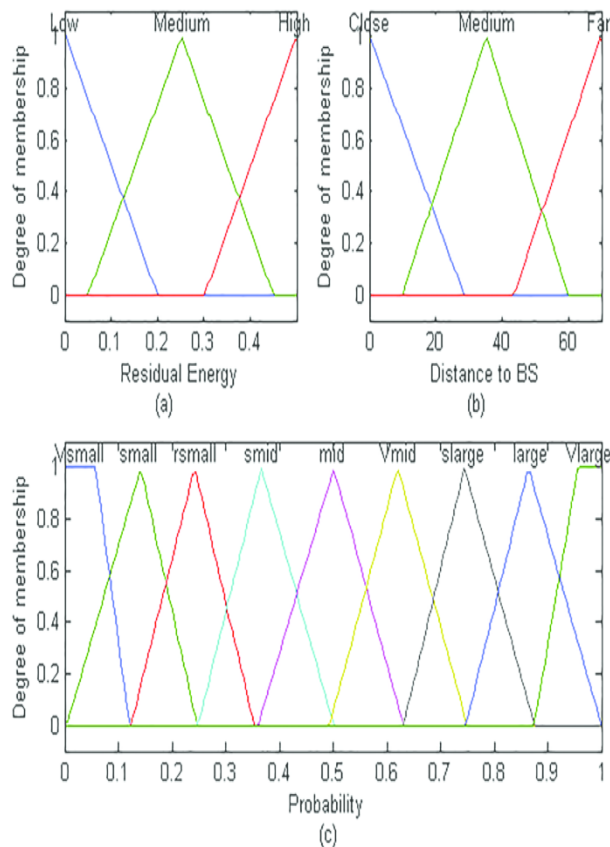 Low Medium High
Degree of membership
1
0.8
0.6
0.4
0.2
0
0 0.1 0.2 0.3 0.4
Residual Energy
(a)
Close Medium Far
Degree of membership
1
0.8
0.6
0.4
0.2
0
0 20 40 60
Distance to BS
(b)
Vsmall small rsmall smid mid Vmid slarge large Vlarge
Degree of membership
1
0.8
0.6
0.4
0.2
0
0 0.1 0.2 0.3 0.4 0.5 0.6 0.7 0.8 0.9 1
Probability
(c)